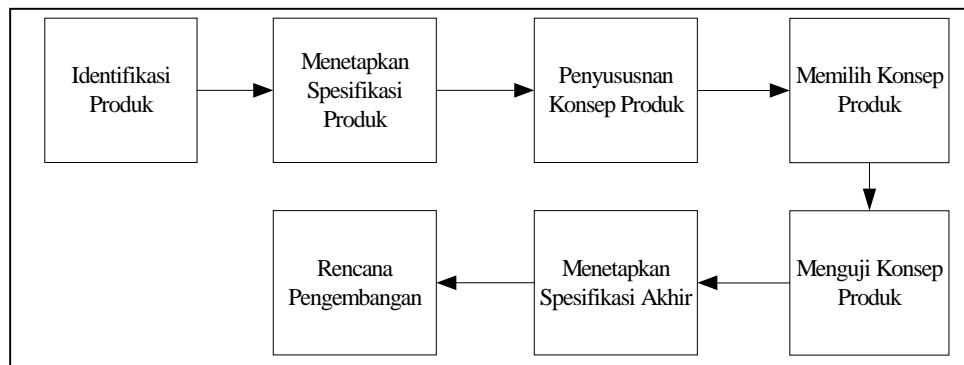 Identifikasi
Produk
Menetapkan
Spesifikasi
Produk
Penyususnan
Konsep Produk
Memilih Konsep
Produk
Menguji Konsep
Produk
Menetapkan
Spesifikasi Akhir
Rencana
Pengembangan